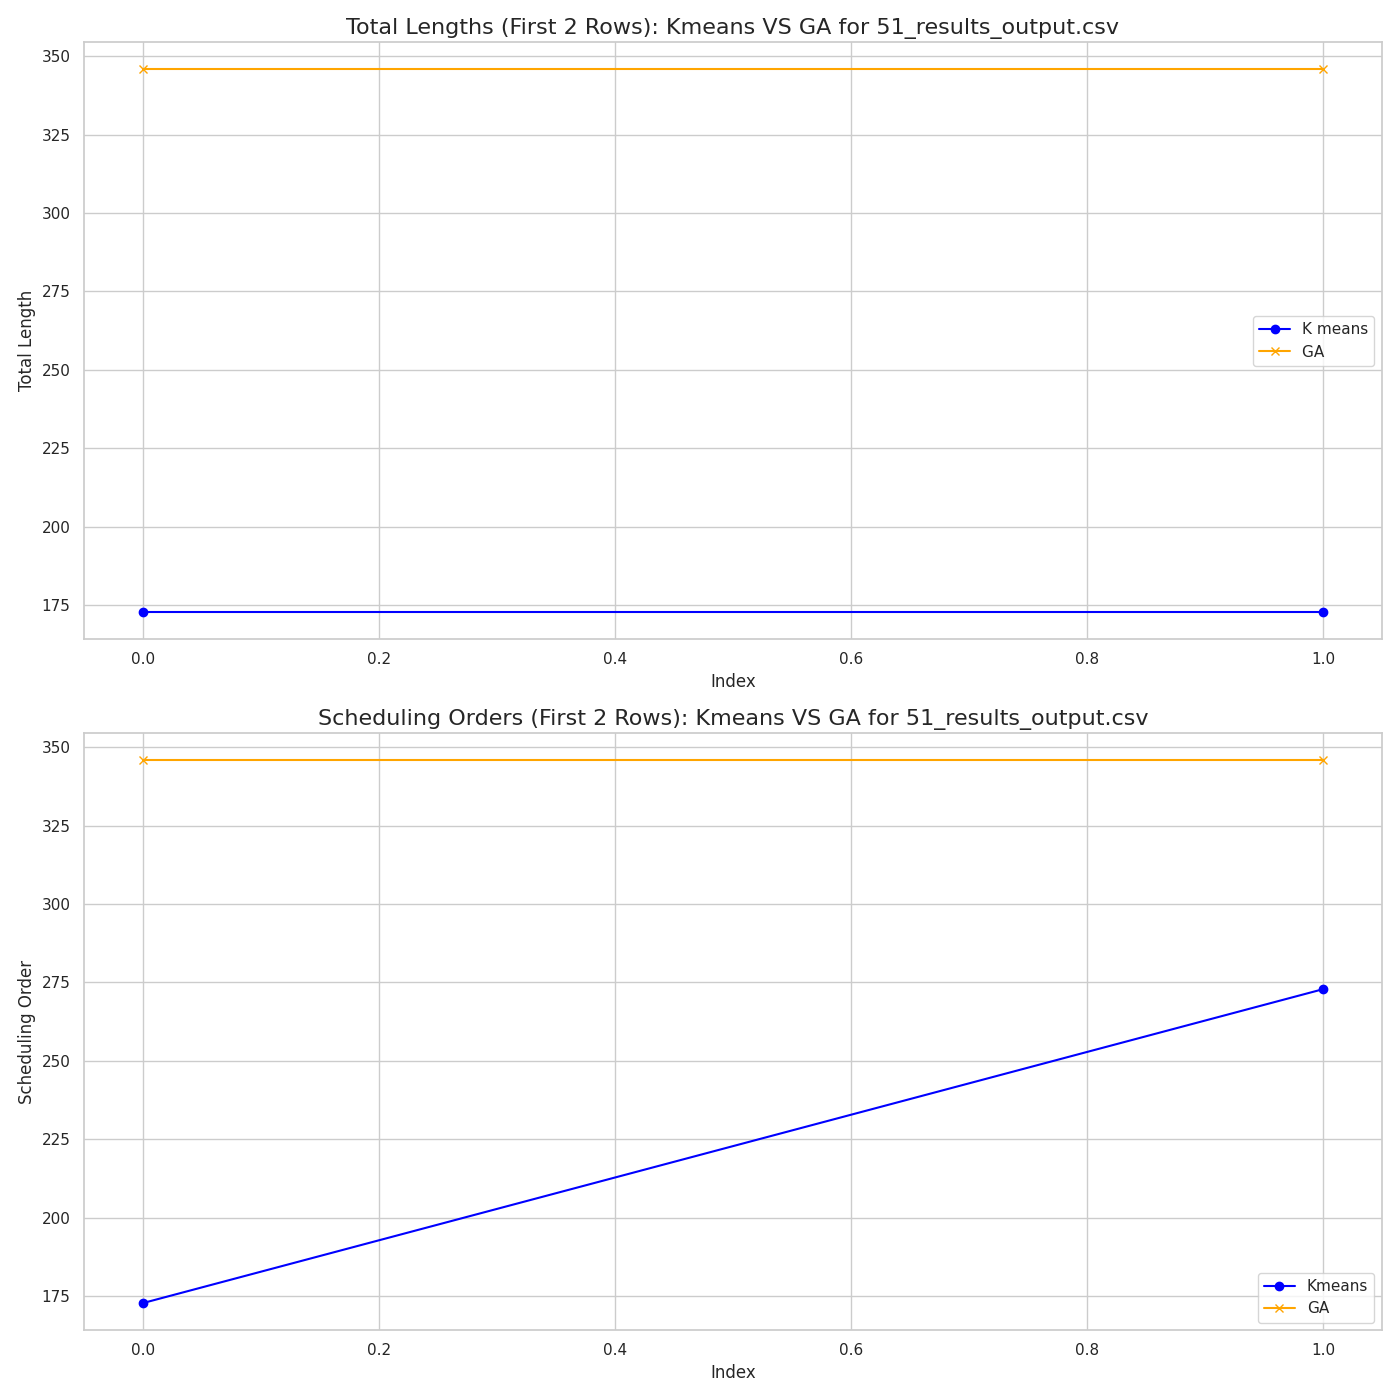 Total Lengths (First 2 Rows): Kmeans VS GA for 51_results_output.csv
350
325
300
275
250
225
200
175
Total Length
K means
GA
0.0 0.2 0.4 0.6 0.8 1.0
Index
Scheduling Orders (First 2 Rows): Kmeans VS GA for 51_results_output.csv
350
325
300
275
250
225
200
175
Scheduling Order
Kmeans
GA
0.0 0.2 0.4 0.6 0.8 1.0
Index